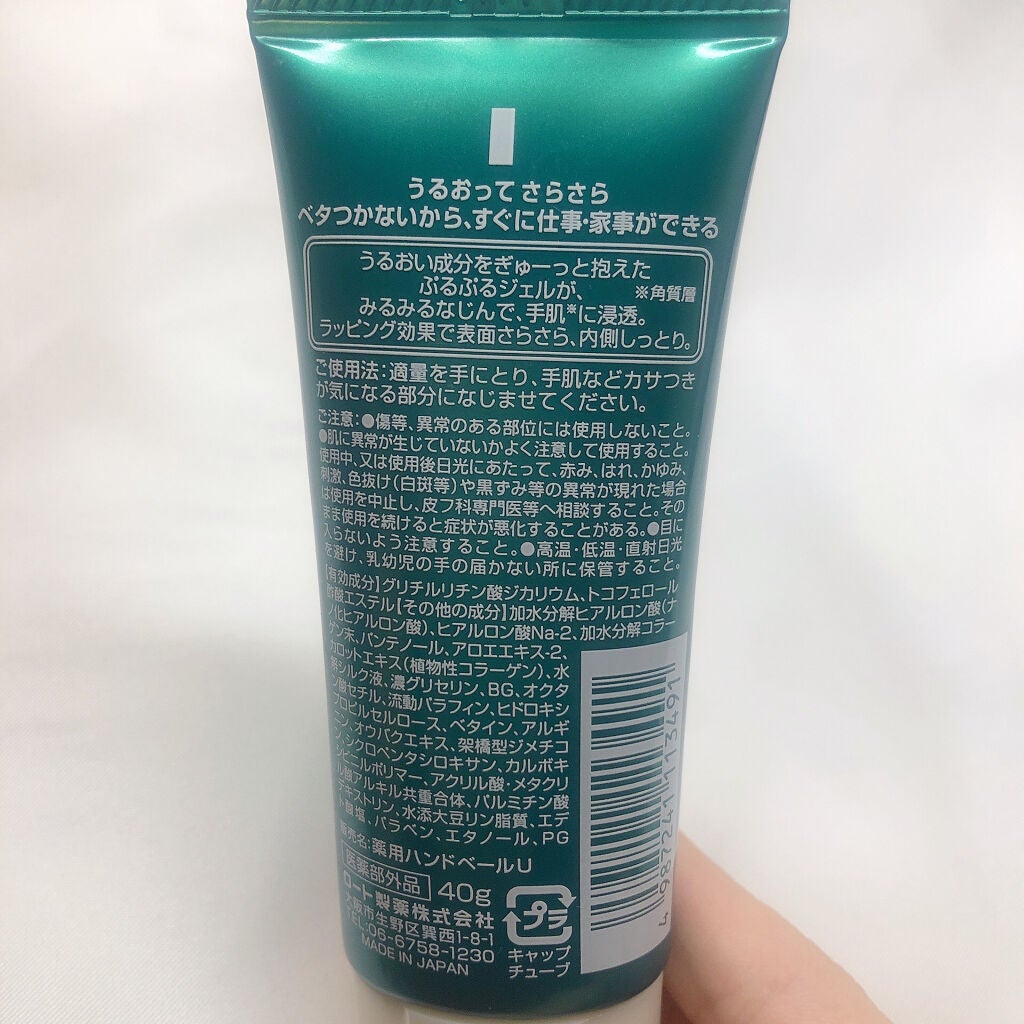 うるおって さらさら
ベタつかないから、すぐに仕事・家事ができる
うるおい成分をぎゅーっと抱えた
ぷるぷるジェルが、 ※角質層
みるみるなじんで、手肌※に浸透。
ラッピング効果で表面さらさら、内側しっとり。
ご使用法：適量を手にとり、手肌などカサつき
が気になる部分になじませてください。
ご注意：●傷等、異常のある部位には使用しないこと。
●肌に異常が生じていないかよく注意して使用すること。
使用中、又は使用後日光にあたって、赤み、はれ、かゆみ、
刺激、色抜け（白斑等）や黒ずみ等の異常が現れた場合
は使用を中止し、皮フ科専門医等へ相談すること。その
まま使用を続けると症状が悪化することがある。●目に
入らないよう注意すること。●高温・低温・直射日光
を避け、乳幼児の手の届かない所に保管すること。
【有効成分】グリチルリチン酸ジカリウム、トコフェロール
酢酸エステル【その他の成分】加水分解ヒアルロン酸（ナ
ノ化ヒアルロン酸）、ヒアルロン酸Na-2、加水分解コラー
ゲン末、パンテノール、アロエエキス-2、
カロットエキス（植物性コラーゲン）、水
解シルク液、濃グリセリン、BG、オクタ
ン酸セチル、流動パラフィン、ヒドロキシ
プロピルセルロース、ベタイン、アルギ
ニン、オウバクエキス、架橋型ジメチコ
ン、シクロペンタシロキサン、カルボキ
シビニルポリマー、アクリル酸・メタクリ
ル酸アルキル共重合体、パルミチン酸
デキストリン、水添大豆リン脂質、エデ
ト酸塩、パラベン、エタノール、PG
販売名：薬用ハンドベールU
医薬部外品 40g
ロート製薬株式会社
大阪市生野区巽西1-8-1
TEL:06-6758-1230
MADE IN JAPAN
プラ
キャップ
チューブ
4 987241 113491